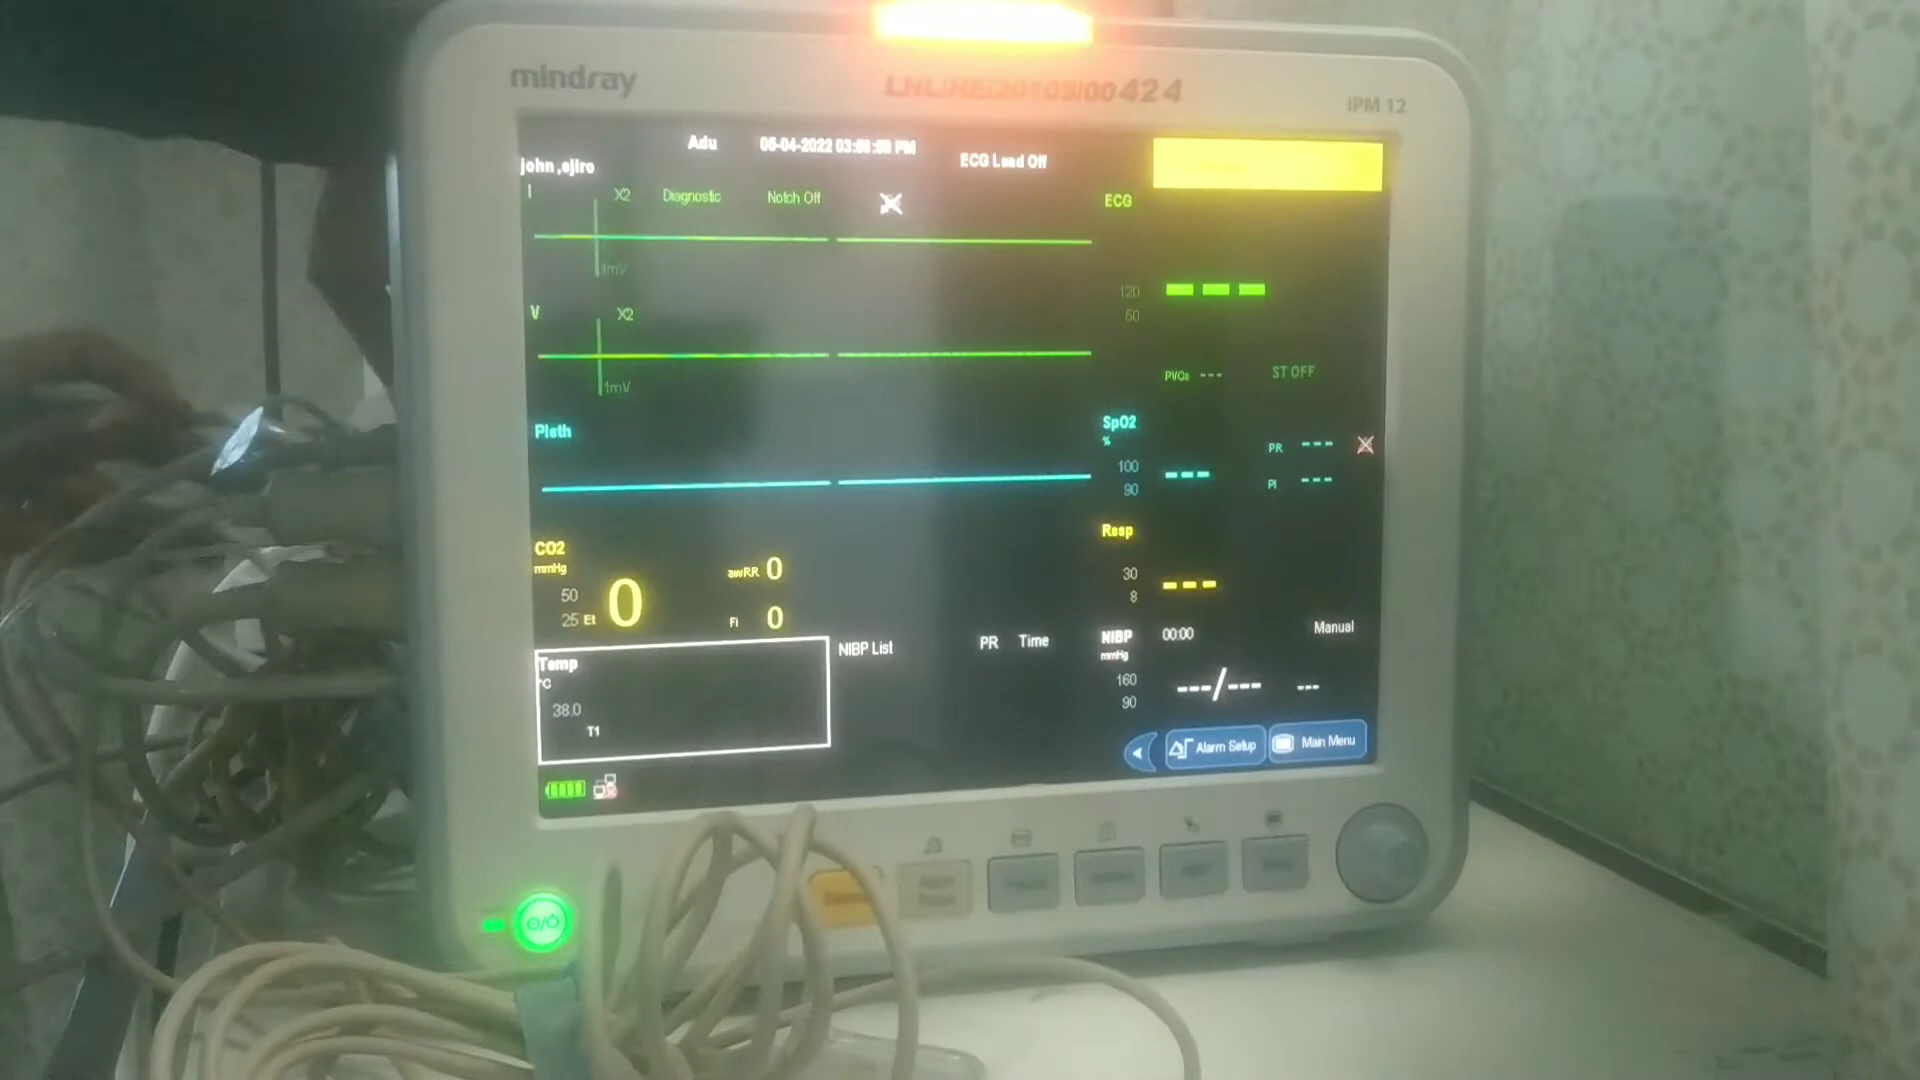 mindray
424
IPM 12
Adu
ECG Lead Off
john ,ejiro
I
X2
Diagnostic
Notch Off
ECG
1mV
120
50
V
X2
1mV
PVCs ---
ST OFF
Pleth
SpO2
%
PR ---
100
90
---
PI ---
CO2
mmHg
50
25 Et
0
awRR 0
Fi 0
Resp
30
8
---
Temp
°C
38.0
T1
NIBP List
PR
Time
NIBP
mmHg
00:00
Manual
160
90
---/---
---
Alarm Setup
Main Menu